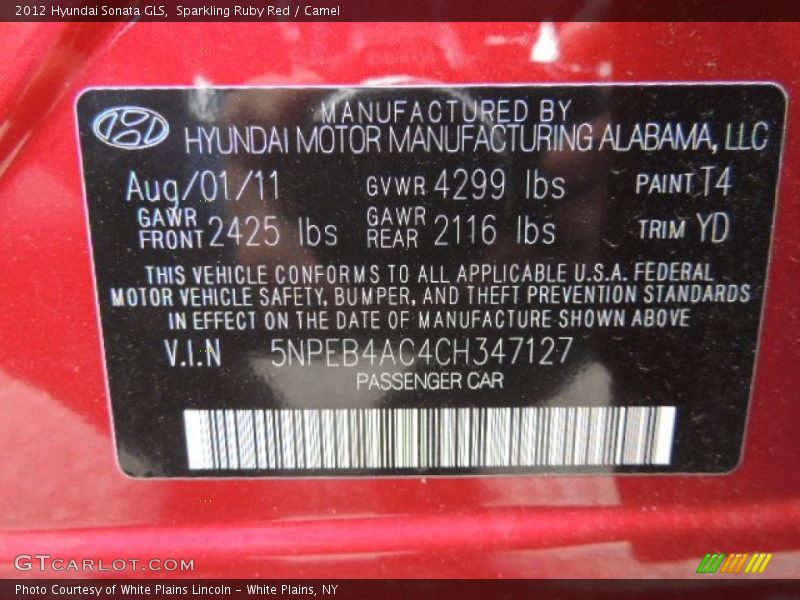 2012 Hyundai Sonata GLS, Sparkling Ruby Red / Camel
MANUFACTURED BY
HYUNDAI MOTOR MANUFACTURING ALABAMA, LLC
Aug/01/11 GVWR 4299 lbs PAINT T4
GAWR FRONT 2425 lbs GAWR REAR 2116 lbs TRIM YD
THIS VEHICLE CONFORMS TO ALL APPLICABLE U.S.A. FEDERAL
MOTOR VEHICLE SAFETY, BUMPER, AND THEFT PREVENTION STANDARDS
IN EFFECT ON THE DATE OF MANUFACTURE SHOWN ABOVE
V.I.N 5NPEB4AC4CH347127
PASSENGER CAR
GTCARLOT.COM
Photo Courtesy of White Plains Lincoln - White Plains, NY